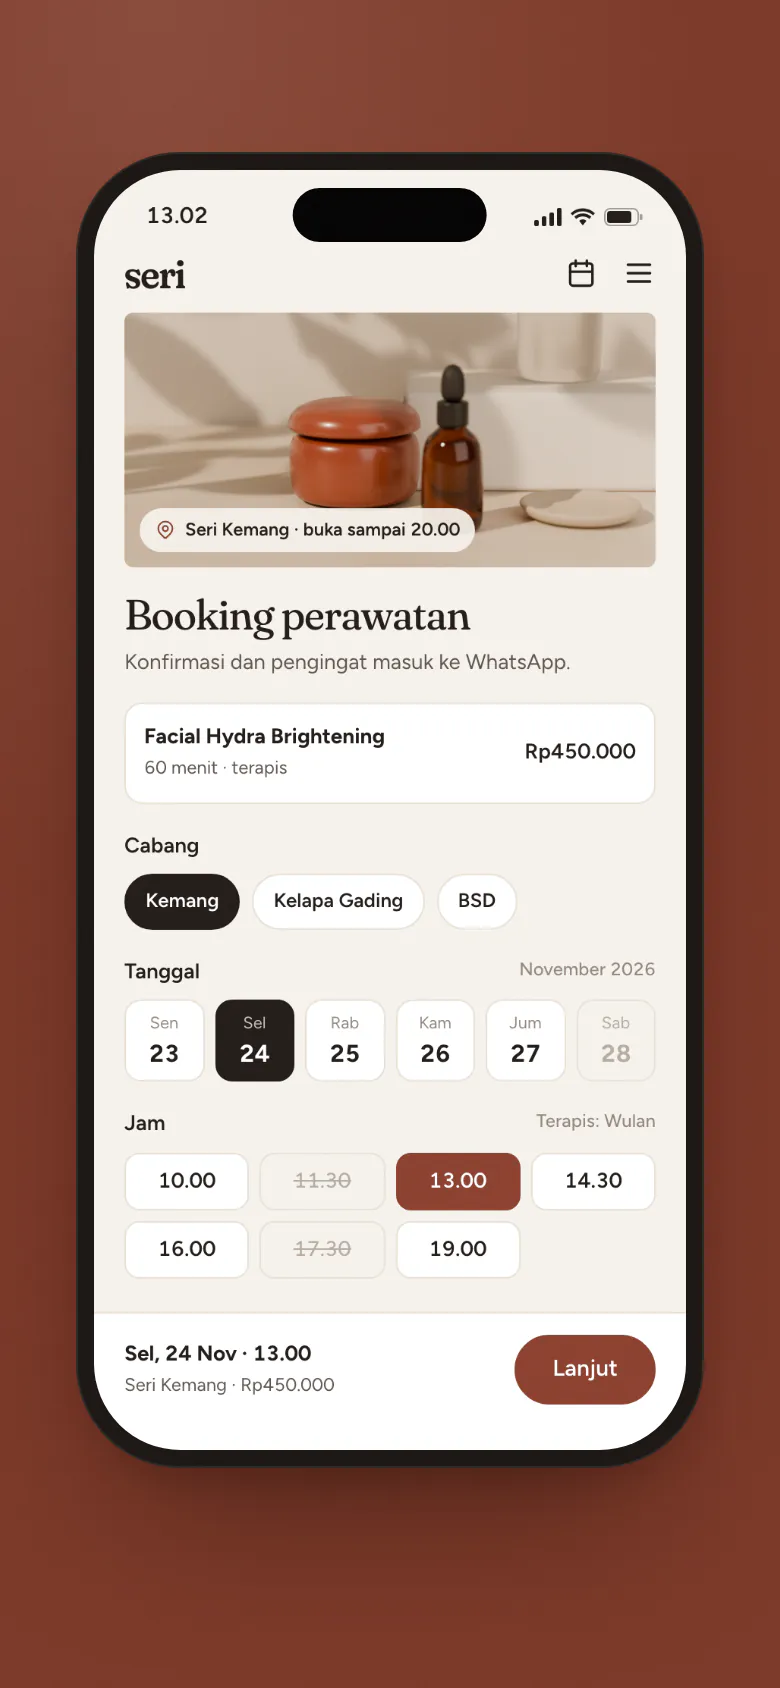 13.02
seri
Seri Kemang · buka sampai 20.00
Booking perawatan
Konfirmasi dan pengingat masuk ke WhatsApp.
Facial Hydra Brightening
60 menit · terapis
Rp450.000
Cabang
Kemang
Kelapa Gading
BSD
Tanggal
November 2026
Sen
23
Sel
24
Rab
25
Kam
26
Jum
27
Sab
28
Jam
Terapis: Wulan
10.00
11.30
13.00
14.30
16.00
17.30
19.00
Sel, 24 Nov · 13.00
Seri Kemang · Rp450.000
Lanjut